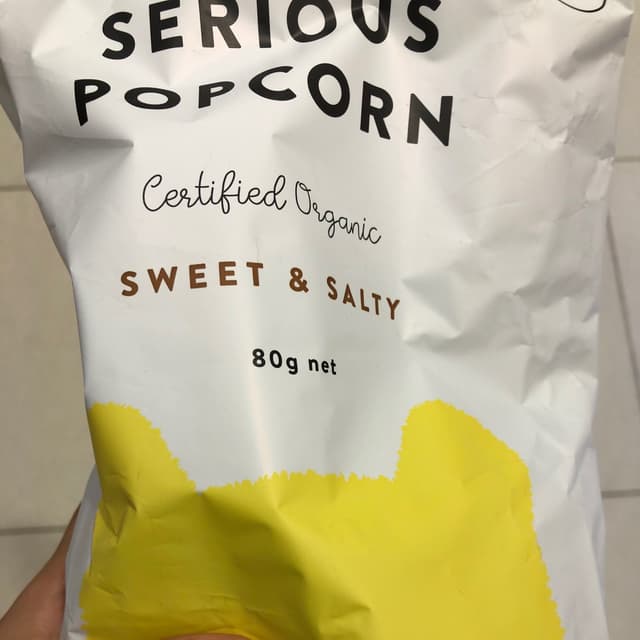 SERIOUS
POPCORN
Certified Organic
SWEET & SALTY
80g net